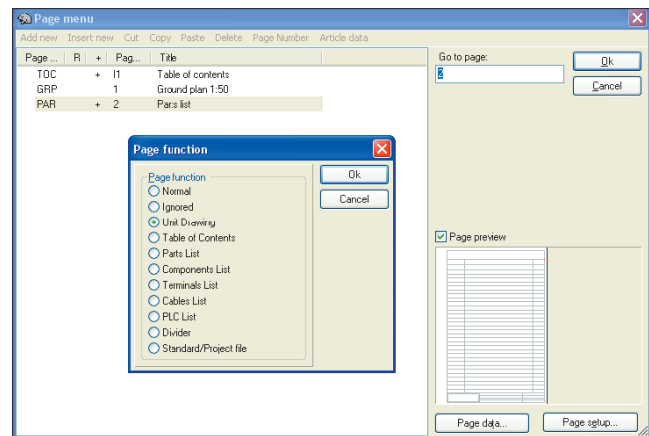 Page menu
Add new Insert new Cut Copy Paste Delete Page Number Article data
Page ... R + Pag... Title
TOC + I1 Table of contents
GRP 1 Ground plan 1:50
PAR + 2 Parts list
Go to page:
2
Ok
Cancel
Page function
Page function
Normal
Ignored
Unit Drawing
Table of Contents
Parts List
Components List
Terminals List
Cables List
PLC List
Divider
Standard/Project file
Ok
Cancel
Page preview
Page data...
Page setup...